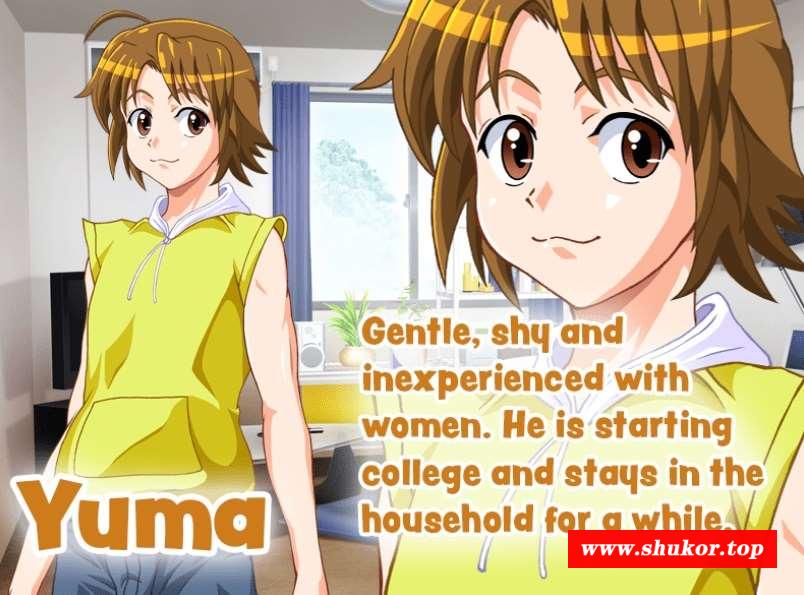 Gentle, shy and
inexperienced with
women. He is starting
college and stays in the
household for a while.
Yuma
www.shukor.top